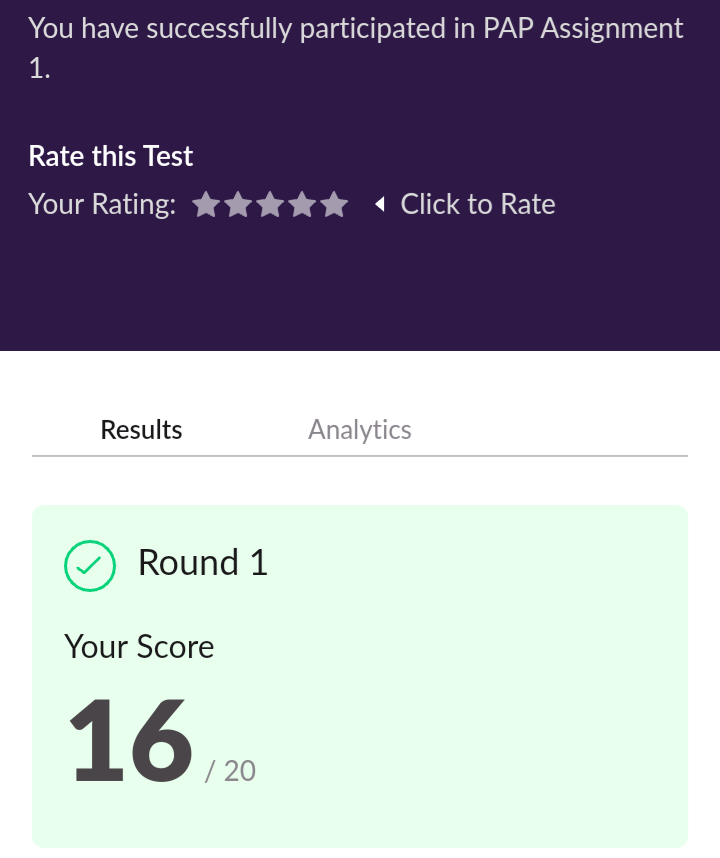 You have successfully participated in PAP Assignment
1.
Rate this Test
Your Rating: Click to Rate
Results Analytics
Round 1
Your Score
16 / 20